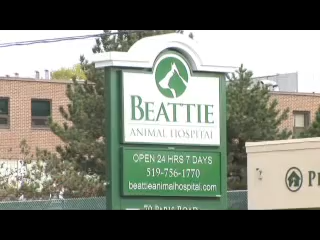 BEATTIE
ANIMAL HOSPITAL
OPEN 24 HRS 7 DAYS
519-756-1770
beattieanimalhospital.com